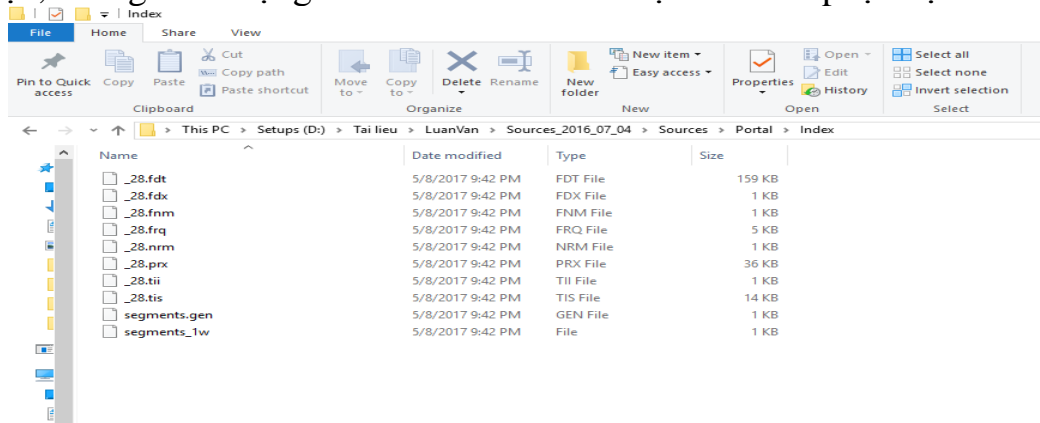 Index
File Home Share View
Pin to Quick access
Copy
Paste
Cut
Copy path
Paste shortcut
Clipboard
Move to
Copy to
Delete
Rename
Organize
New folder
New item
Easy access
New
Properties
Open
Edit
History
Open
Select all
Select none
Invert selection
Select
This PC > Setups (D:) > Tai lieu > LuanVan > Sources_2016_07_04 > Sources > Portal > Index
Name Date modified Type Size
_28.fdt 5/8/2017 9:42 PM FDT File 159 KB
_28.fdx 5/8/2017 9:42 PM FDX File 1 KB
_28.fnm 5/8/2017 9:42 PM FNM File 1 KB
_28.frq 5/8/2017 9:42 PM FRQ File 5 KB
_28.nrm 5/8/2017 9:42 PM NRM File 1 KB
_28.prx 5/8/2017 9:42 PM PRX File 36 KB
_28.tii 5/8/2017 9:42 PM TII File 1 KB
_28.tis 5/8/2017 9:42 PM TIS File 14 KB
segments.gen 5/8/2017 9:42 PM GEN File 1 KB
segments_1w 5/8/2017 9:42 PM File 1 KB